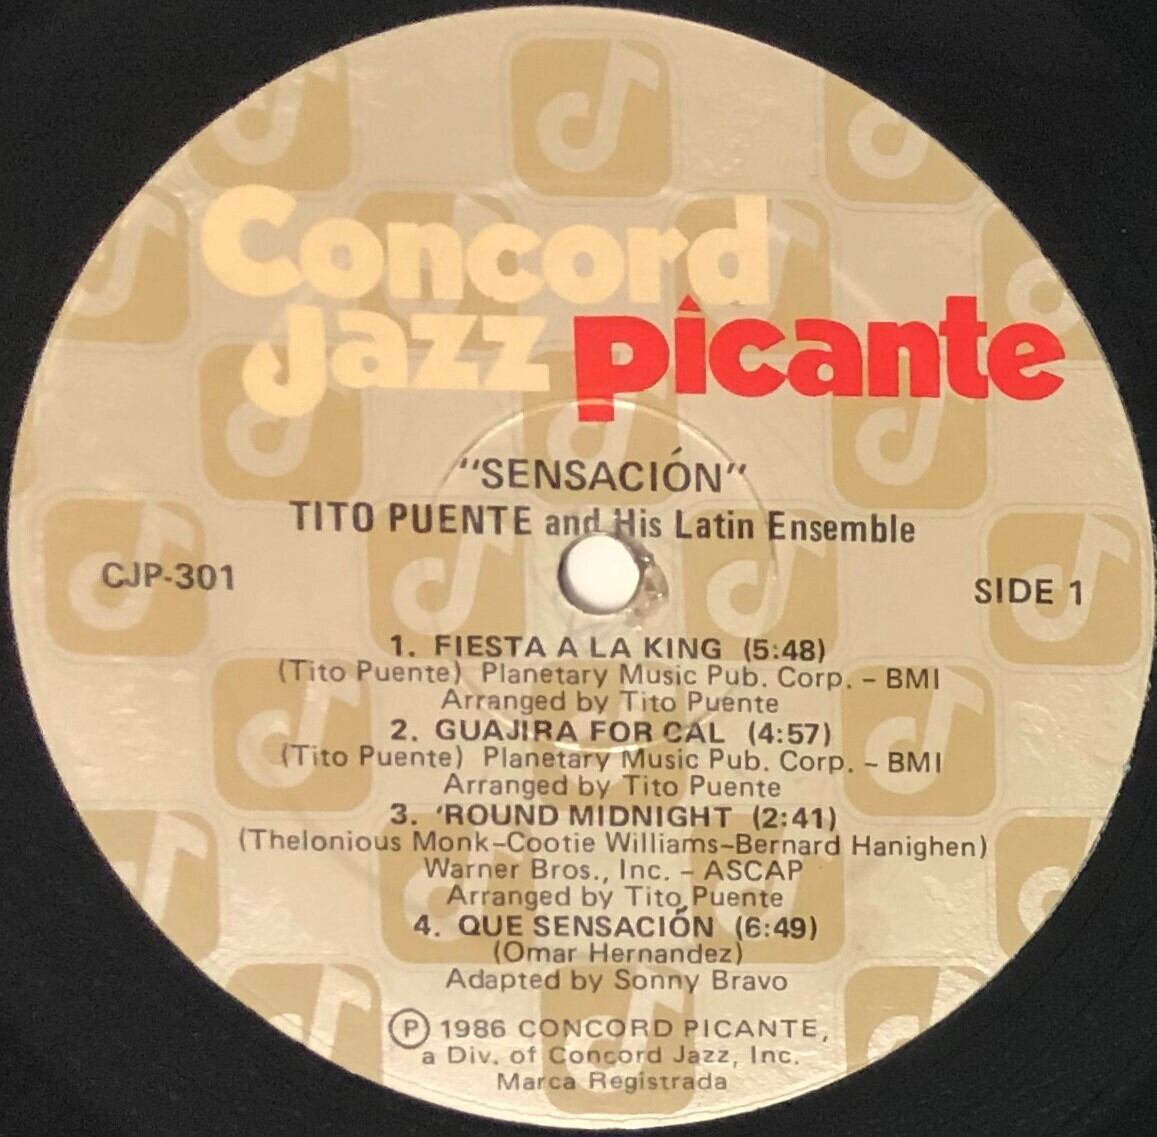 Concord
Jazz picante
"SENSACIÓN"
TITO PUENTE and His Latin Ensemble
CJP-301
SIDE 1
1. FIESTA A LA KING (5:48)
(Tito Puente) Planetary Music Pub. Corp. – BMI
Arranged by Tito Puente
2. GUAJIRA FOR CAL (4:57)
(Tito Puente) Planetary Music Pub. Corp. – BMI
Arranged by Tito Puente
3. 'ROUND MIDNIGHT (2:41)
(Thelonious Monk–Cootie Williams–Bernard Hanighen)
Warner Bros., Inc. – ASCAP
Arranged by Tito Puente
4. QUE SENSACIÓN (6:49)
(Omar Hernandez)
Adapted by Sonny Bravo
Ⓟ 1986 CONCORD PICANTE,
a Div. of Concord Jazz, Inc.
Marca Registrada